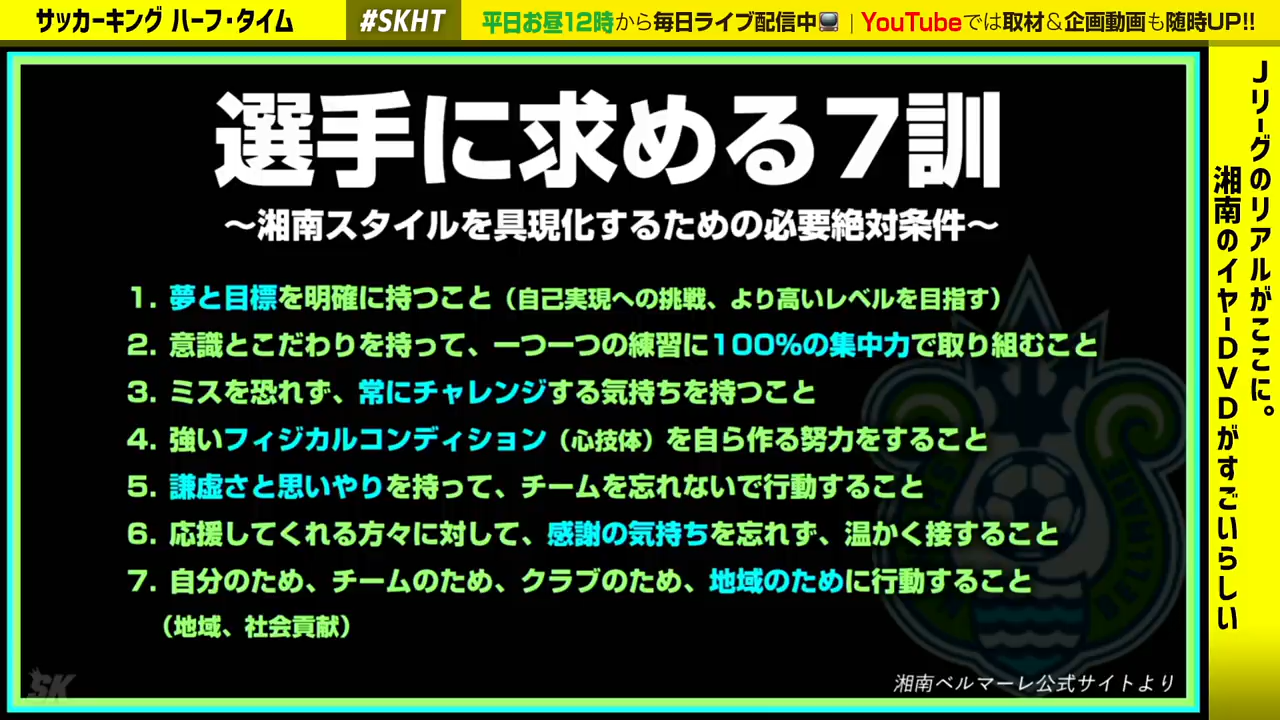 サッカーキング ハーフ・タイム
#SKHT
平日お昼12時から毎日ライブ配信中 | YouTubeでは取材&企画動画も随時UP!!
Jリーグのリアルがここに。
湘南のイヤーDVDがすごいらしい
選手に求める7訓
～湘南スタイルを具現化するための必要絶対条件～
1. 夢と目標を明確に持つこと（自己実現への挑戦、より高いレベルを目指す）
2. 意識とこだわりを持って、一つ一つの練習に100%の集中力で取り組むこと
3. ミスを恐れず、常にチャレンジする気持ちを持つこと
4. 強いフィジカルコンディション（心技体）を自ら作る努力をすること
5. 謙虚さと思いやりを持って、チームを忘れないで行動すること
6. 応援してくれる方々に対して、感謝の気持ちを忘れず、温かく接すること
7. 自分のため、チームのため、クラブのため、地域のために行動すること
（地域、社会貢献）
SK
湘南ベルマーレ公式サイトより